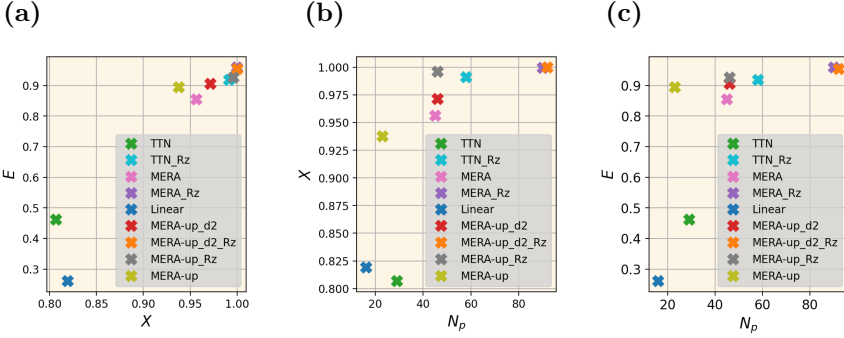 (a)
E
0.9
0.8
0.7
0.6
0.5
0.4
0.3
TTN
TTN_Rz
MERA
MERA_Rz
Linear
MERA-up_d2
MERA-up_d2_Rz
MERA-up_Rz
MERA-up
0.80 0.85 0.90 0.95 1.00
X
(b)
X
1.000
0.975
0.950
0.925
0.900
0.875
0.850
0.825
0.800
TTN
TTN_Rz
MERA
MERA_Rz
Linear
MERA-up_d2
MERA-up_d2_Rz
MERA-up_Rz
MERA-up
20 40 60 80
N_p
(c)
E
0.9
0.8
0.7
0.6
0.5
0.4
0.3
TTN
TTN_Rz
MERA
MERA_Rz
Linear
MERA-up_d2
MERA-up_d2_Rz
MERA-up_Rz
MERA-up
20 40 60 80
N_p